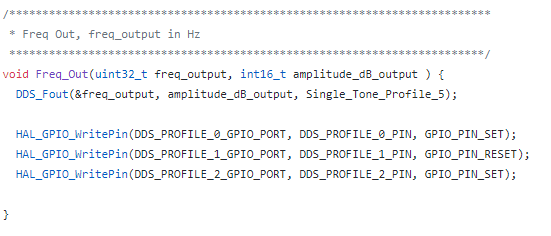 /*************************************************************************
 * Freq Out, freq_output in Hz
 ************************************************************************/
void Freq_Out(uint32_t freq_output, int16_t amplitude_dB_output ) {
  DDS_Fout(&freq_output, amplitude_dB_output, Single_Tone_Profile_5);
  HAL_GPIO_WritePin(DDS_PROFILE_0_GPIO_PORT, DDS_PROFILE_0_PIN, GPIO_PIN_SET);
  HAL_GPIO_WritePin(DDS_PROFILE_1_GPIO_PORT, DDS_PROFILE_1_PIN, GPIO_PIN_RESET);
  HAL_GPIO_WritePin(DDS_PROFILE_2_GPIO_PORT, DDS_PROFILE_2_PIN, GPIO_PIN_SET);
}